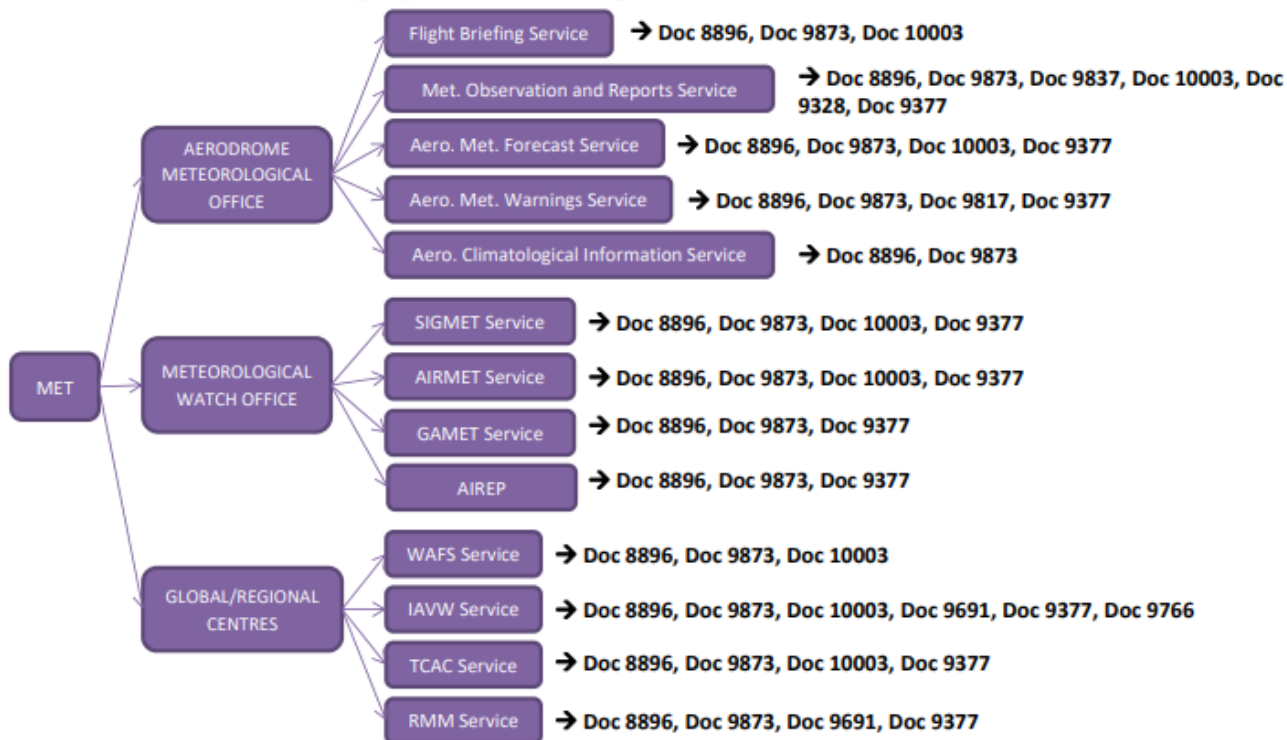 Flight Briefing Service
➔ Doc 8896, Doc 9873, Doc 10003
Met. Observation and Reports Service
➔ Doc 8896, Doc 9873, Doc 9837, Doc 10003, Doc
9328, Doc 9377
AERODROME
METEOROLOGICAL
OFFICE
Aero. Met. Forecast Service
➔ Doc 8896, Doc 9873, Doc 10003, Doc 9377
Aero. Met. Warnings Service
➔ Doc 8896, Doc 9873, Doc 9817, Doc 9377
Aero. Climatological Information Service
➔ Doc 8896, Doc 9873
MET
METEOROLOGICAL
WATCH OFFICE
SIGMET Service
➔ Doc 8896, Doc 9873, Doc 10003, Doc 9377
AIRMET Service
➔ Doc 8896, Doc 9873, Doc 10003, Doc 9377
GAMET Service
➔ Doc 8896, Doc 9873, Doc 9377
AIREP
➔ Doc 8896, Doc 9873, Doc 9377
GLOBAL/REGIONAL
CENTRES
WAFS Service
➔ Doc 8896, Doc 9873, Doc 10003
IAVW Service
➔ Doc 8896, Doc 9873, Doc 10003, Doc 9691, Doc 9377, Doc 9766
TCAC Service
➔ Doc 8896, Doc 9873, Doc 10003, Doc 9377
RMM Service
➔ Doc 8896, Doc 9873, Doc 9691, Doc 9377